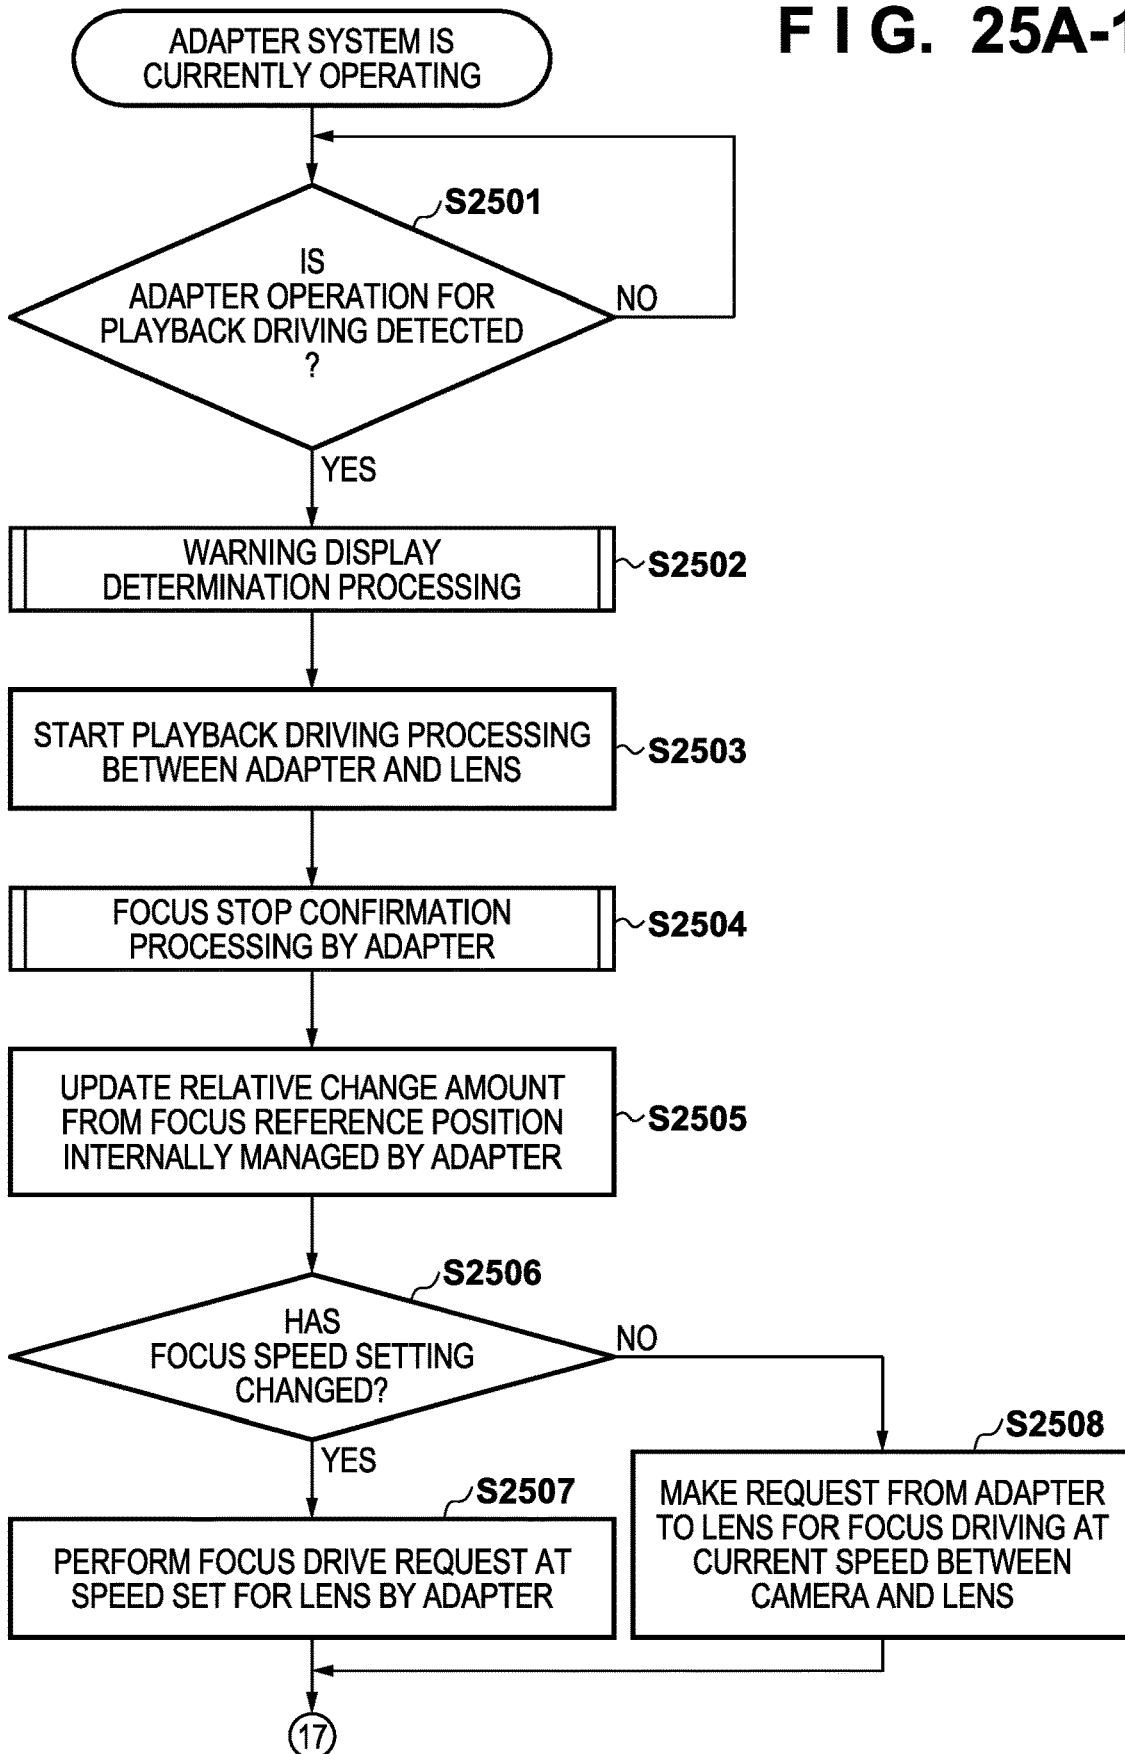 FIG. 25A-1
ADAPTER SYSTEM IS
CURRENTLY OPERATING
S2501
IS
ADAPTER OPERATION FOR
PLAYBACK DRIVING DETECTED
?
NO
YES
WARNING DISPLAY
DETERMINATION PROCESSING
S2502
START PLAYBACK DRIVING PROCESSING
BETWEEN ADAPTER AND LENS
S2503
FOCUS STOP CONFIRMATION
PROCESSING BY ADAPTER
S2504
UPDATE RELATIVE CHANGE AMOUNT
FROM FOCUS REFERENCE POSITION
INTERNALLY MANAGED BY ADAPTER
S2505
S2506
HAS
FOCUS SPEED SETTING
CHANGED?
NO
YES
S2507
PERFORM FOCUS DRIVE REQUEST AT
SPEED SET FOR LENS BY ADAPTER
S2508
MAKE REQUEST FROM ADAPTER
TO LENS FOR FOCUS DRIVING AT
CURRENT SPEED BETWEEN
CAMERA AND LENS
17